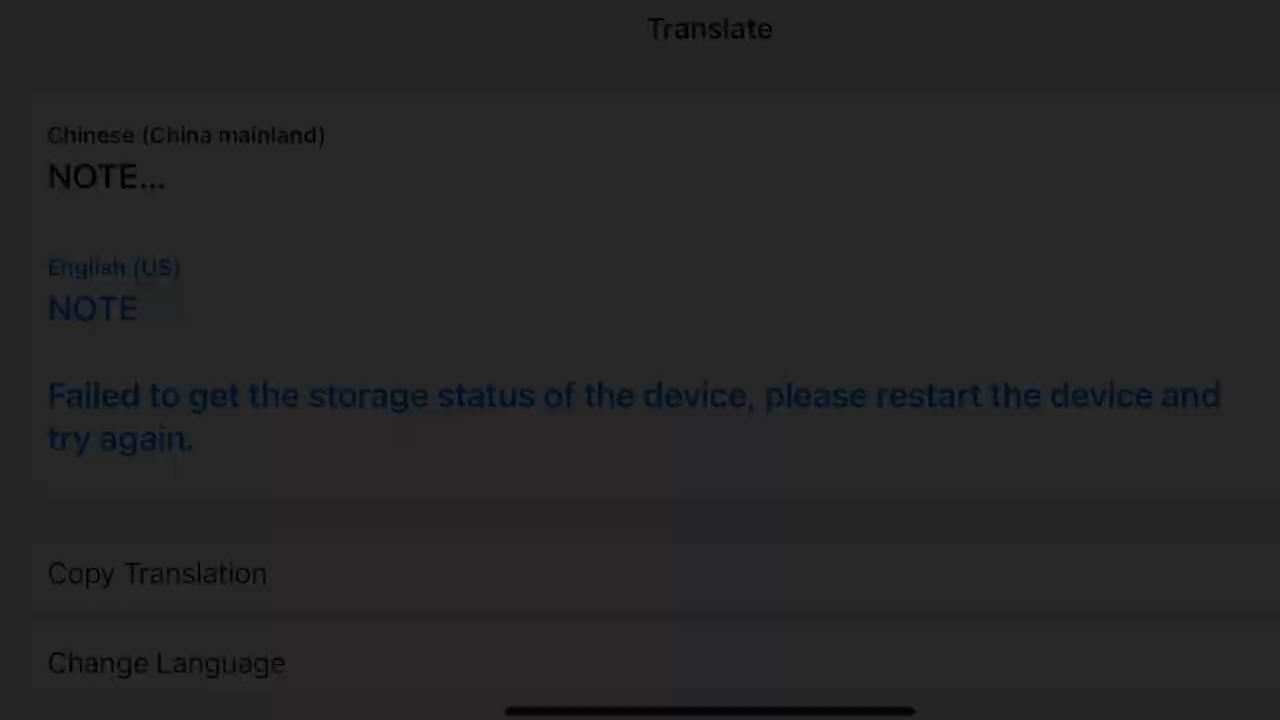 Translate
Chinese (China mainland)
NOTE...
English (US)
NOTE
Failed to get the storage status of the device, please restart the device and
try again.
Copy Translation
Change Language